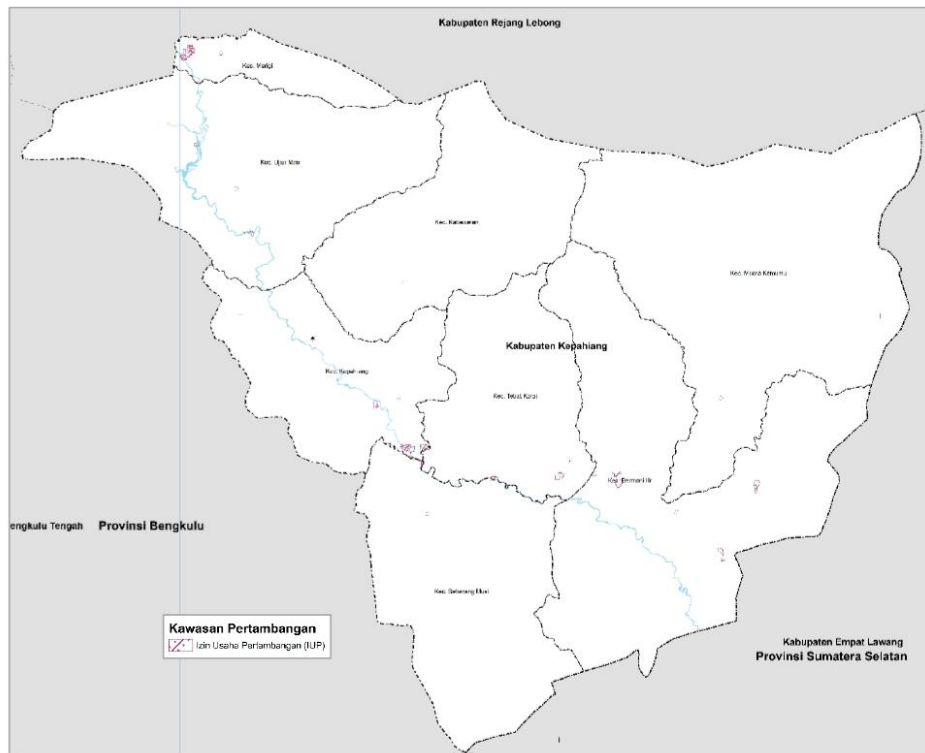 Kabupaten Rejang Lebong
Kec. Merigi
Kec. Ujan Mas
Kec. Kabawetan
Kec. Muara Kemumu
Kabupaten Kepahiang
Kec. Kepahiang
Kec. Tebat Karai
Kec. Bermani Ilir
engkulu Tengah
Provinsi Bengkulu
Kec. Seberang Musi
Kawasan Pertambangan
Izin Usaha Pertambangan (IUP)
Kabupaten Empat Lawang
Provinsi Sumatera Selatan